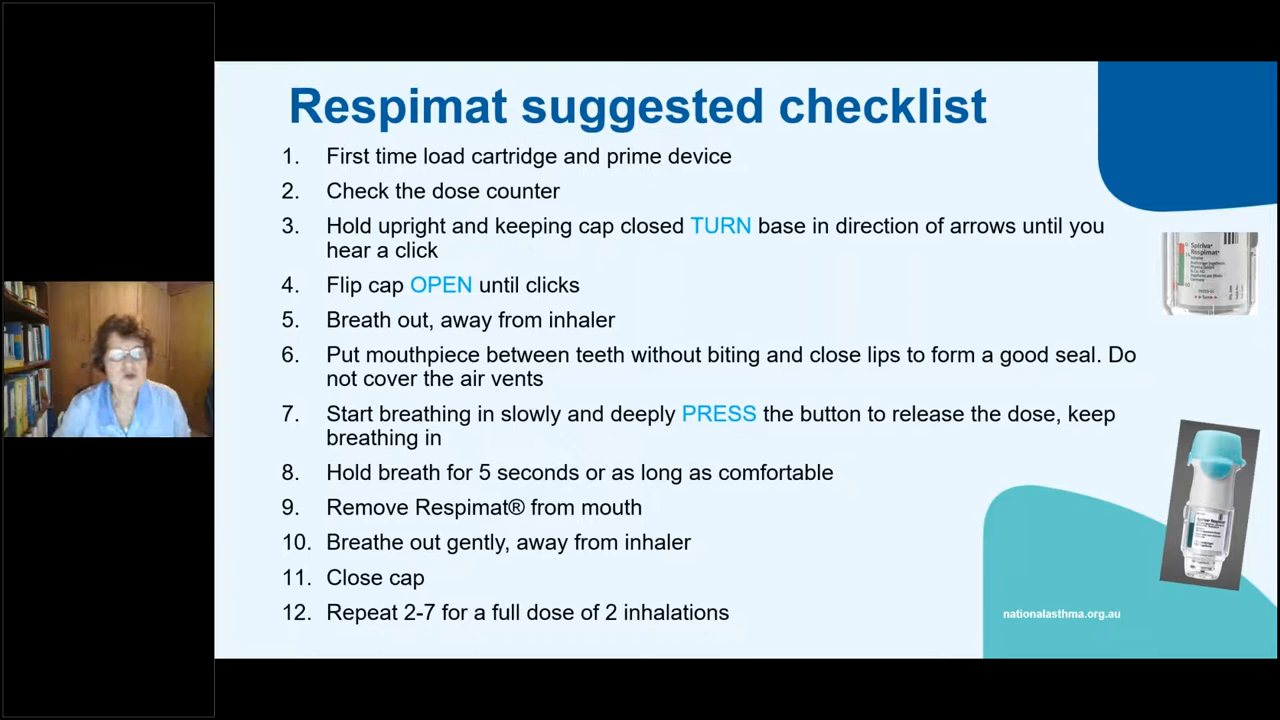 Respimat suggested checklist
1. First time load cartridge and prime device
2. Check the dose counter
3. Hold upright and keeping cap closed TURN base in direction of arrows until you
hear a click
4. Flip cap OPEN until clicks
5. Breath out, away from inhaler
6. Put mouthpiece between teeth without biting and close lips to form a good seal. Do
not cover the air vents
7. Start breathing in slowly and deeply PRESS the button to release the dose, keep
breathing in
8. Hold breath for 5 seconds or as long as comfortable
9. Remove Respimat® from mouth
10. Breathe out gently, away from inhaler
11. Close cap
12. Repeat 2-7 for a full dose of 2 inhalations
Spiriva®
Respimat®
nationalasthma.org.au